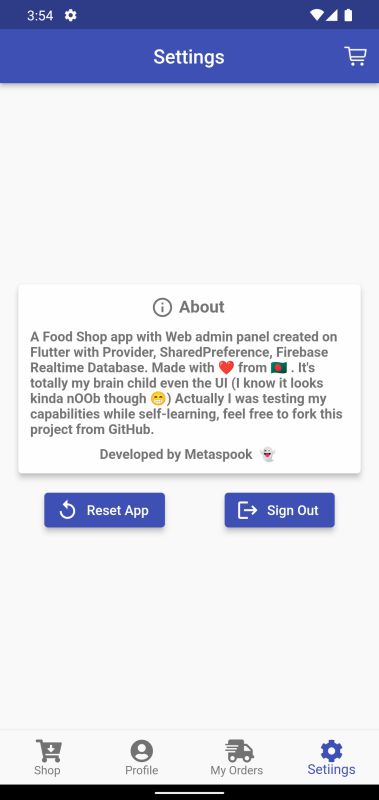 3:54
Settings
About
A Food Shop app with Web admin panel created on
Flutter with Provider, SharedPreference, Firebase
Realtime Database. Made with ❤️ from 🇧🇩 . It's
totally my brain child even the UI (I know it looks
kinda nOOb though 😁) Actually I was testing my
capabilities while self-learning, feel free to fork this
project from GitHub.
Developed by Metaspook 👻
Reset App
Sign Out
Shop
Profile
My Orders
Setiings